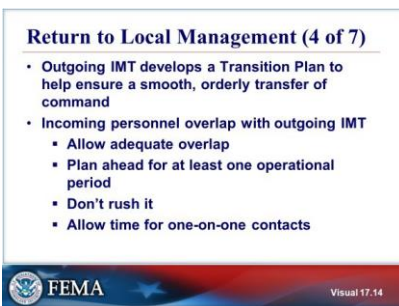 Return to Local Management (4 of 7)
• Outgoing IMT develops a Transition Plan to
help ensure a smooth, orderly transfer of
command
• Incoming personnel overlap with outgoing IMT
▪ Allow adequate overlap
▪ Plan ahead for at least one operational
period
▪ Don't rush it
▪ Allow time for one-on-one contacts
FEMA
Visual 17.14